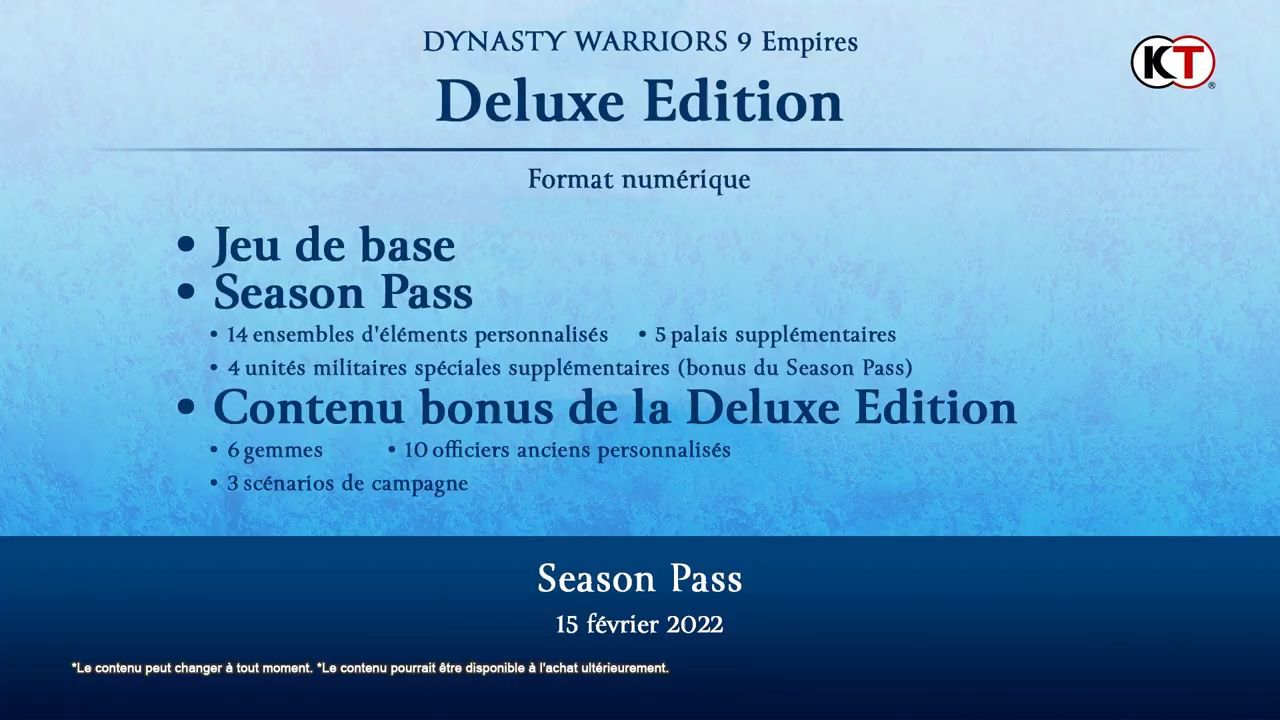 DYNASTY WARRIORS 9 Empires
KT®
Deluxe Edition
Format numérique
• Jeu de base
• Season Pass
• 14 ensembles d'éléments personnalisés • 5 palais supplémentaires
• 4 unités militaires spéciales supplémentaires (bonus du Season Pass)
• Contenu bonus de la Deluxe Edition
• 6 gemmes • 10 officiers anciens personnalisés
• 3 scénarios de campagne
Season Pass
15 février 2022
*Le contenu peut changer à tout moment. *Le contenu pourrait être disponible à l'achat ultérieurement.